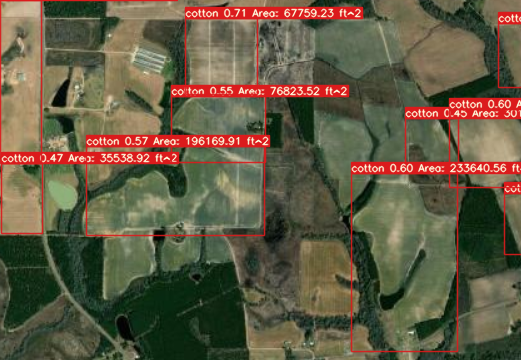 cotton 0.71 Area: 67759.23 ft^2
cot
cotton 0.55 Area: 76823.52 ft^2
cotton 0.60 A
cotton 0.45 Area: 301
cotton 0.57 Area: 196169.91 ft^2
cotton 0.47 Area: 35538.92 ft^2
cotton 0.60 Area: 233640.56 ft
cot